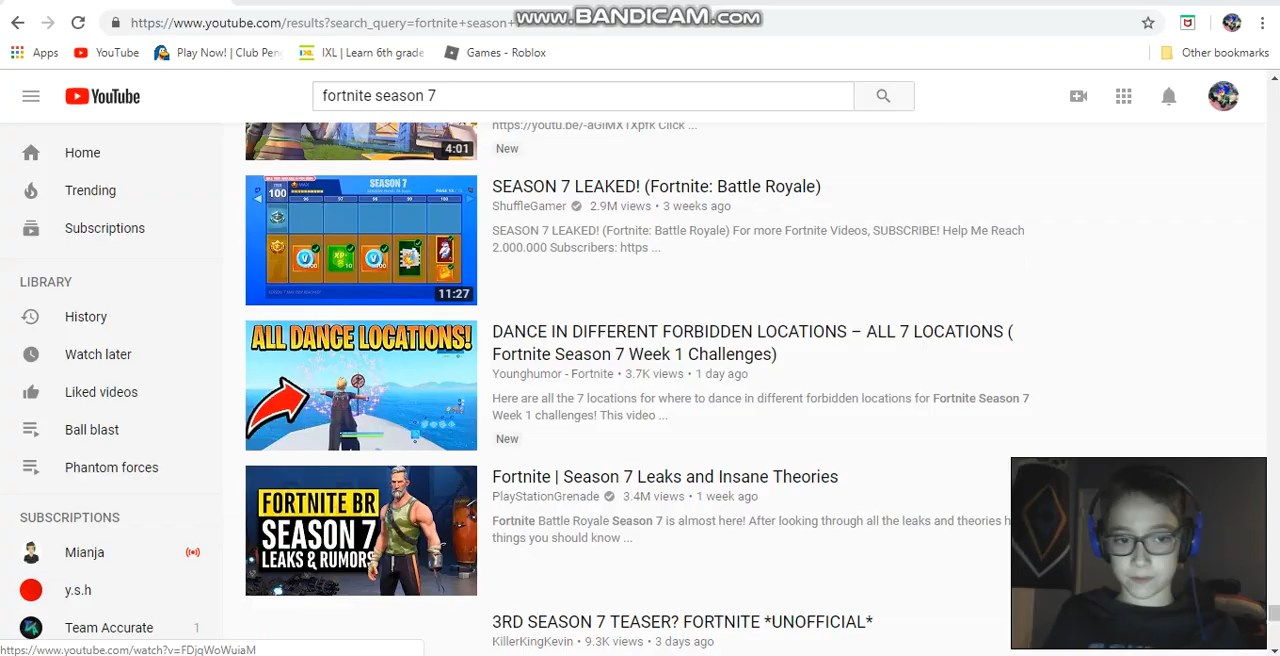 www.BANDICAM.com
https://www.youtube.com/results?search_query=fortnite+season+
Apps
YouTube
Play Now! | Club Peng
IXL | Learn 6th grade
Games - Roblox
Other bookmarks
YouTube
fortnite season 7
Home
Trending
Subscriptions
LIBRARY
History
Watch later
Liked videos
Ball blast
Phantom forces
SUBSCRIPTIONS
Mianja
y.s.h
Team Accurate 1
4:01
New
SEASON 7
100
11:27
SEASON 7 LEAKED! (Fortnite: Battle Royale)
ShuffleGamer 2.9M views • 3 weeks ago
SEASON 7 LEAKED! (Fortnite: Battle Royale) For more Fortnite Videos, SUBSCRIBE! Help Me Reach
2.000.000 Subscribers: https ...
ALL DANCE LOCATIONS!
DANCE IN DIFFERENT FORBIDDEN LOCATIONS – ALL 7 LOCATIONS (
Fortnite Season 7 Week 1 Challenges)
Younghumor - Fortnite • 3.7K views • 1 day ago
Here are all the 7 locations for where to dance in different forbidden locations for Fortnite Season 7
Week 1 challenges! This video ...
New
FORTNITE BR
SEASON 7
LEAKS & RUMORS
Fortnite | Season 7 Leaks and Insane Theories
PlayStationGrenade 3.4M views • 1 week ago
Fortnite Battle Royale Season 7 is almost here! After looking through all the leaks and theories h
things you should know ...
3RD SEASON 7 TEASER? FORTNITE *UNOFFICIAL*
KillerKingKevin • 9.3K views • 3 days ago
https://www.youtube.com/watch?v=FDjqWoWuiaM